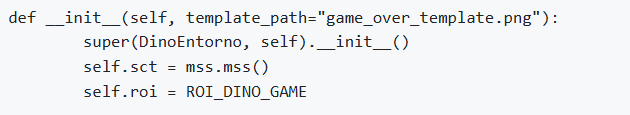 def __init__(self, template_path="game_over_template.png"):
        super(DinoEntorno, self).__init__()
        self.sct = mss.mss()
        self.roi = ROI_DINO_GAME